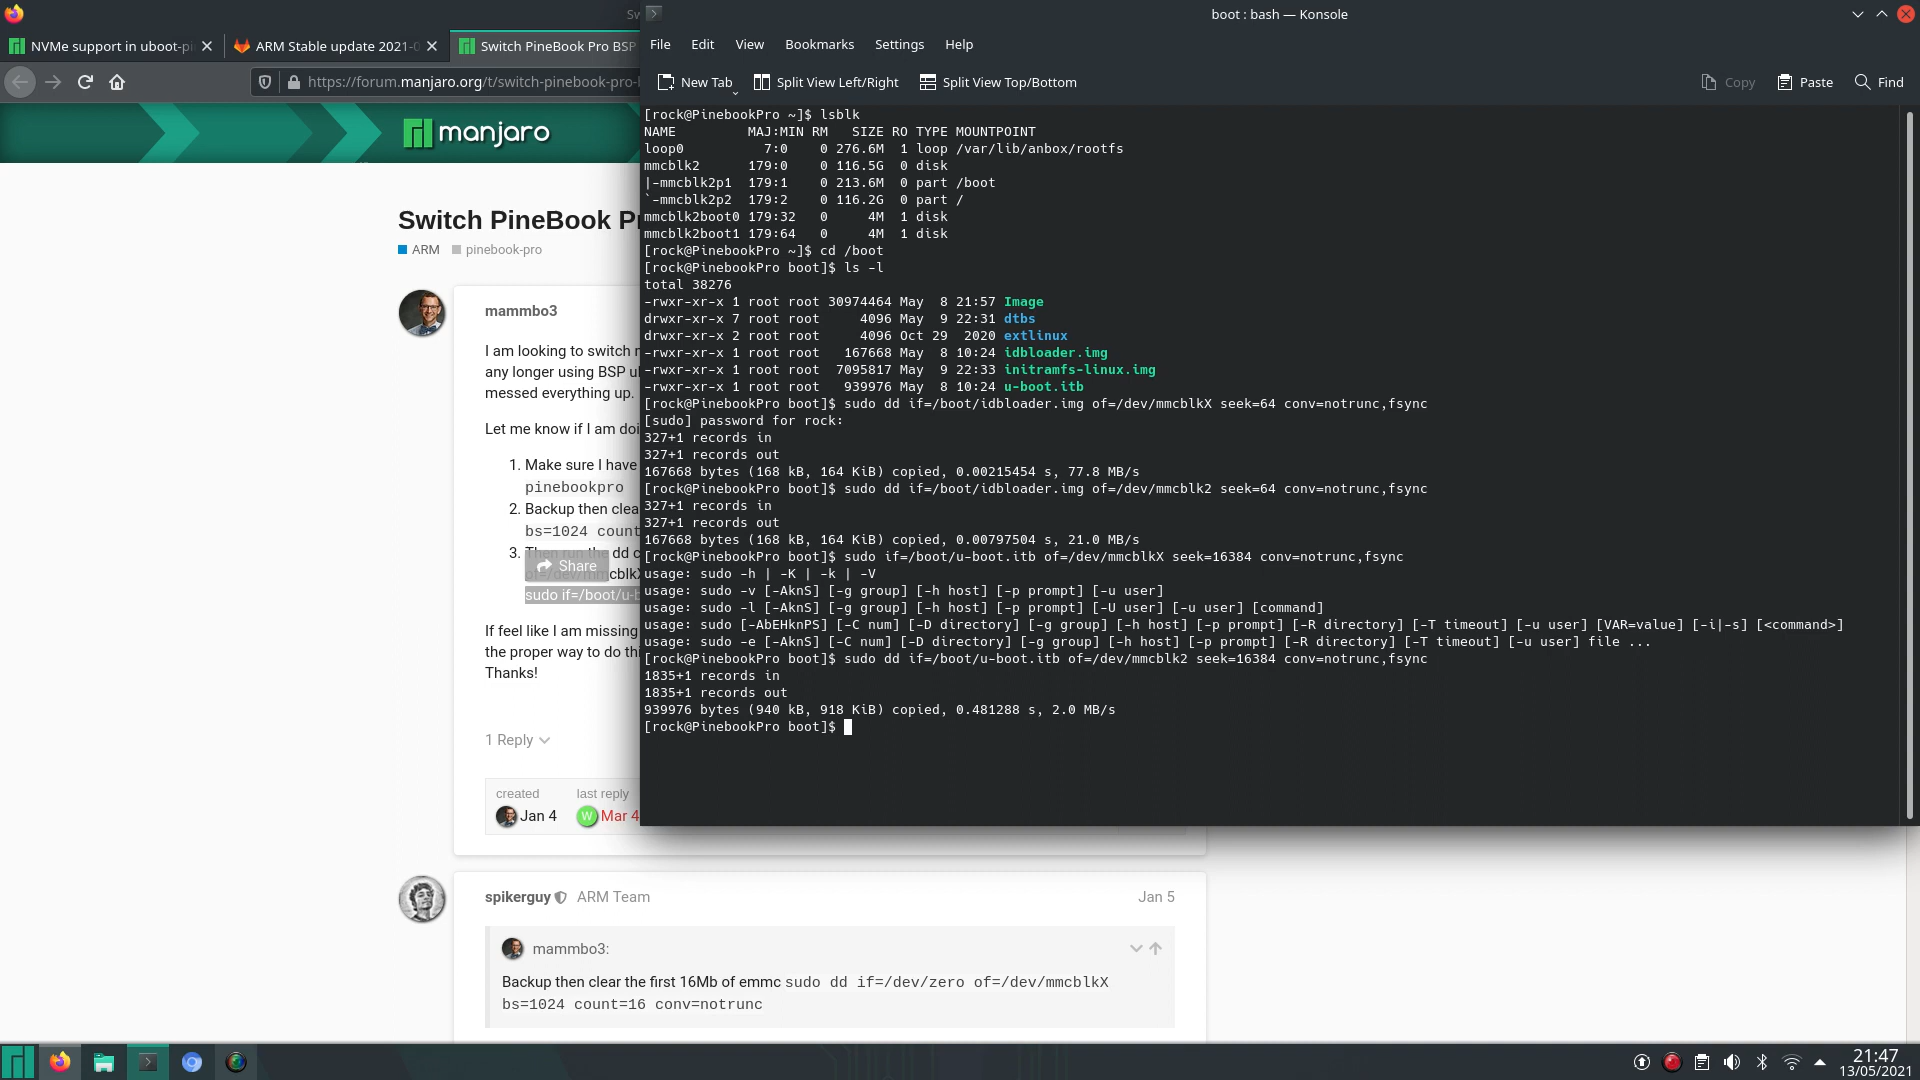 boot : bash — Konsole
NVMe support in uboot-pi
ARM Stable update 2021-0
Switch PineBook Pro BSP
https://forum.manjaro.org/t/switch-pinebook-pro-
manjaro
Switch PineBook
ARM pinebook-pro
mammbo3
I am looking to switch
any longer using BSP
messed everything up.
Let me know if I am
1. Make sure I have
pinebookpro
2. Backup then clea
bs=1024 count
3. Then run the dd c
Share
of=/dev/mmcblkX
sudo if=/boot/u-b
If feel like I am missing
the proper way to do
Thanks!
1 Reply
created last reply
Jan 4 W Mar 4
spikerguy ARM Team Jan 5
mammbo3:
Backup then clear the first 16Mb of emmc sudo dd if=/dev/zero of=/dev/mmcblkX
bs=1024 count=16 conv=notrunc
File Edit View Bookmarks Settings Help
New Tab Split View Left/Right Split View Top/Bottom Copy Paste Find
[rock@PinebookPro ~]$ lsblk
NAME MAJ:MIN RM SIZE RO TYPE MOUNTPOINT
loop0 7:0 0 276.6M 1 loop /var/lib/anbox/rootfs
mmcblk2 179:0 0 116.5G 0 disk
|-mmcblk2p1 179:1 0 213.6M 0 part /boot
`-mmcblk2p2 179:2 0 116.2G 0 part /
mmcblk2boot0 179:32 0 4M 1 disk
mmcblk2boot1 179:64 0 4M 1 disk
[rock@PinebookPro ~]$ cd /boot
[rock@PinebookPro boot]$ ls -l
total 38276
-rwxr-xr-x 1 root root 30974464 May 8 21:57 Image
drwxr-xr-x 7 root root 4096 May 9 22:31 dtbs
drwxr-xr-x 2 root root 4096 Oct 29 2020 extlinux
-rwxr-xr-x 1 root root 167668 May 8 10:24 idbloader.img
-rwxr-xr-x 1 root root 7095817 May 9 22:33 initramfs-linux.img
-rwxr-xr-x 1 root root 939976 May 8 10:24 u-boot.itb
[rock@PinebookPro boot]$ sudo dd if=/boot/idbloader.img of=/dev/mmcblkX seek=64 conv=notrunc,fsync
[sudo] password for rock:
327+1 records in
327+1 records out
167668 bytes (168 kB, 164 KiB) copied, 0.00215454 s, 77.8 MB/s
[rock@PinebookPro boot]$ sudo dd if=/boot/idbloader.img of=/dev/mmcblk2 seek=64 conv=notrunc,fsync
327+1 records in
327+1 records out
167668 bytes (168 kB, 164 KiB) copied, 0.00797504 s, 21.0 MB/s
[rock@PinebookPro boot]$ sudo if=/boot/u-boot.itb of=/dev/mmcblkX seek=16384 conv=notrunc,fsync
usage: sudo -h | -K | -k | -V
usage: sudo -v [-AknS] [-g group] [-h host] [-p prompt] [-u user]
usage: sudo -l [-AknS] [-g group] [-h host] [-p prompt] [-U user] [-u user] [command]
usage: sudo [-AbEHknPS] [-C num] [-D directory] [-g group] [-h host] [-p prompt] [-R directory] [-T timeout] [-u user] [VAR=value] [-i|-s] [<command>]
usage: sudo -e [-AknS] [-C num] [-D directory] [-g group] [-h host] [-p prompt] [-R directory] [-T timeout] [-u user] file ...
[rock@PinebookPro boot]$ sudo dd if=/boot/u-boot.itb of=/dev/mmcblk2 seek=16384 conv=notrunc,fsync
1835+1 records in
1835+1 records out
939976 bytes (940 kB, 918 KiB) copied, 0.481288 s, 2.0 MB/s
[rock@PinebookPro boot]$
21:47
13/05/2021